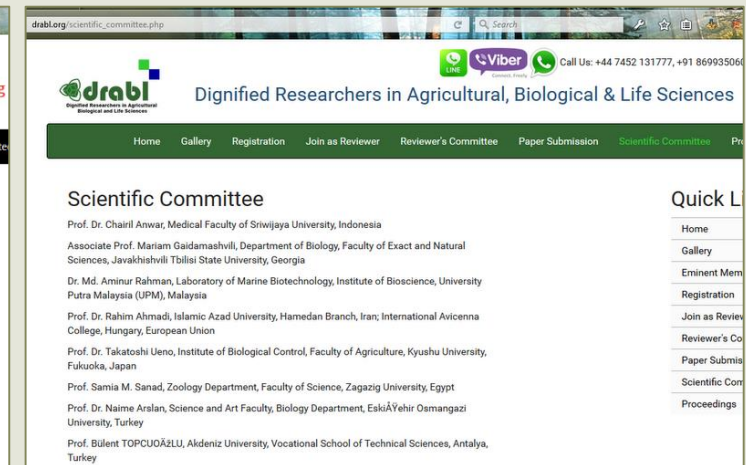 drabl.org/scientific_committee.php
Search
LINE
Viber
Connect. Freely.
Call Us: +44 7452 131777, +91 869935060
drabl
Dignified Researchers in Agricultural
Biological and Life Sciences
Dignified Researchers in Agricultural, Biological & Life Sciences
Home Gallery Registration Join as Reviewer Reviewer's Committee Paper Submission Scientific Committee Pr
Scientific Committee
Prof. Dr. Chairil Anwar, Medical Faculty of Sriwijaya University, Indonesia
Associate Prof. Mariam Gaidamashvili, Department of Biology, Faculty of Exact and Natural
Sciences, Javakhishvili Tbilisi State University, Georgia
Dr. Md. Aminur Rahman, Laboratory of Marine Biotechnology, Institute of Bioscience, University
Putra Malaysia (UPM), Malaysia
Prof. Dr. Rahim Ahmadi, Islamic Azad University, Hamedan Branch, Iran; International Avicenna
College, Hungary, European Union
Prof. Dr. Takatoshi Ueno, Institute of Biological Control, Faculty of Agriculture, Kyushu University,
Fukuoka, Japan
Prof. Samia M. Sanad, Zoology Department, Faculty of Science, Zagazig University, Egypt
Prof. Dr. Naime Arslan, Science and Art Faculty, Biology Department, EskiÅŸehir Osmangazi
University, Turkey
Prof. Bülent TOPCUOÄžLU, Akdeniz University, Vocational School of Technical Sciences, Antalya,
Turkey
Quick Li
Home
Gallery
Eminent Mem
Registration
Join as Review
Reviewer's Co
Paper Submis
Scientific Com
Proceedings